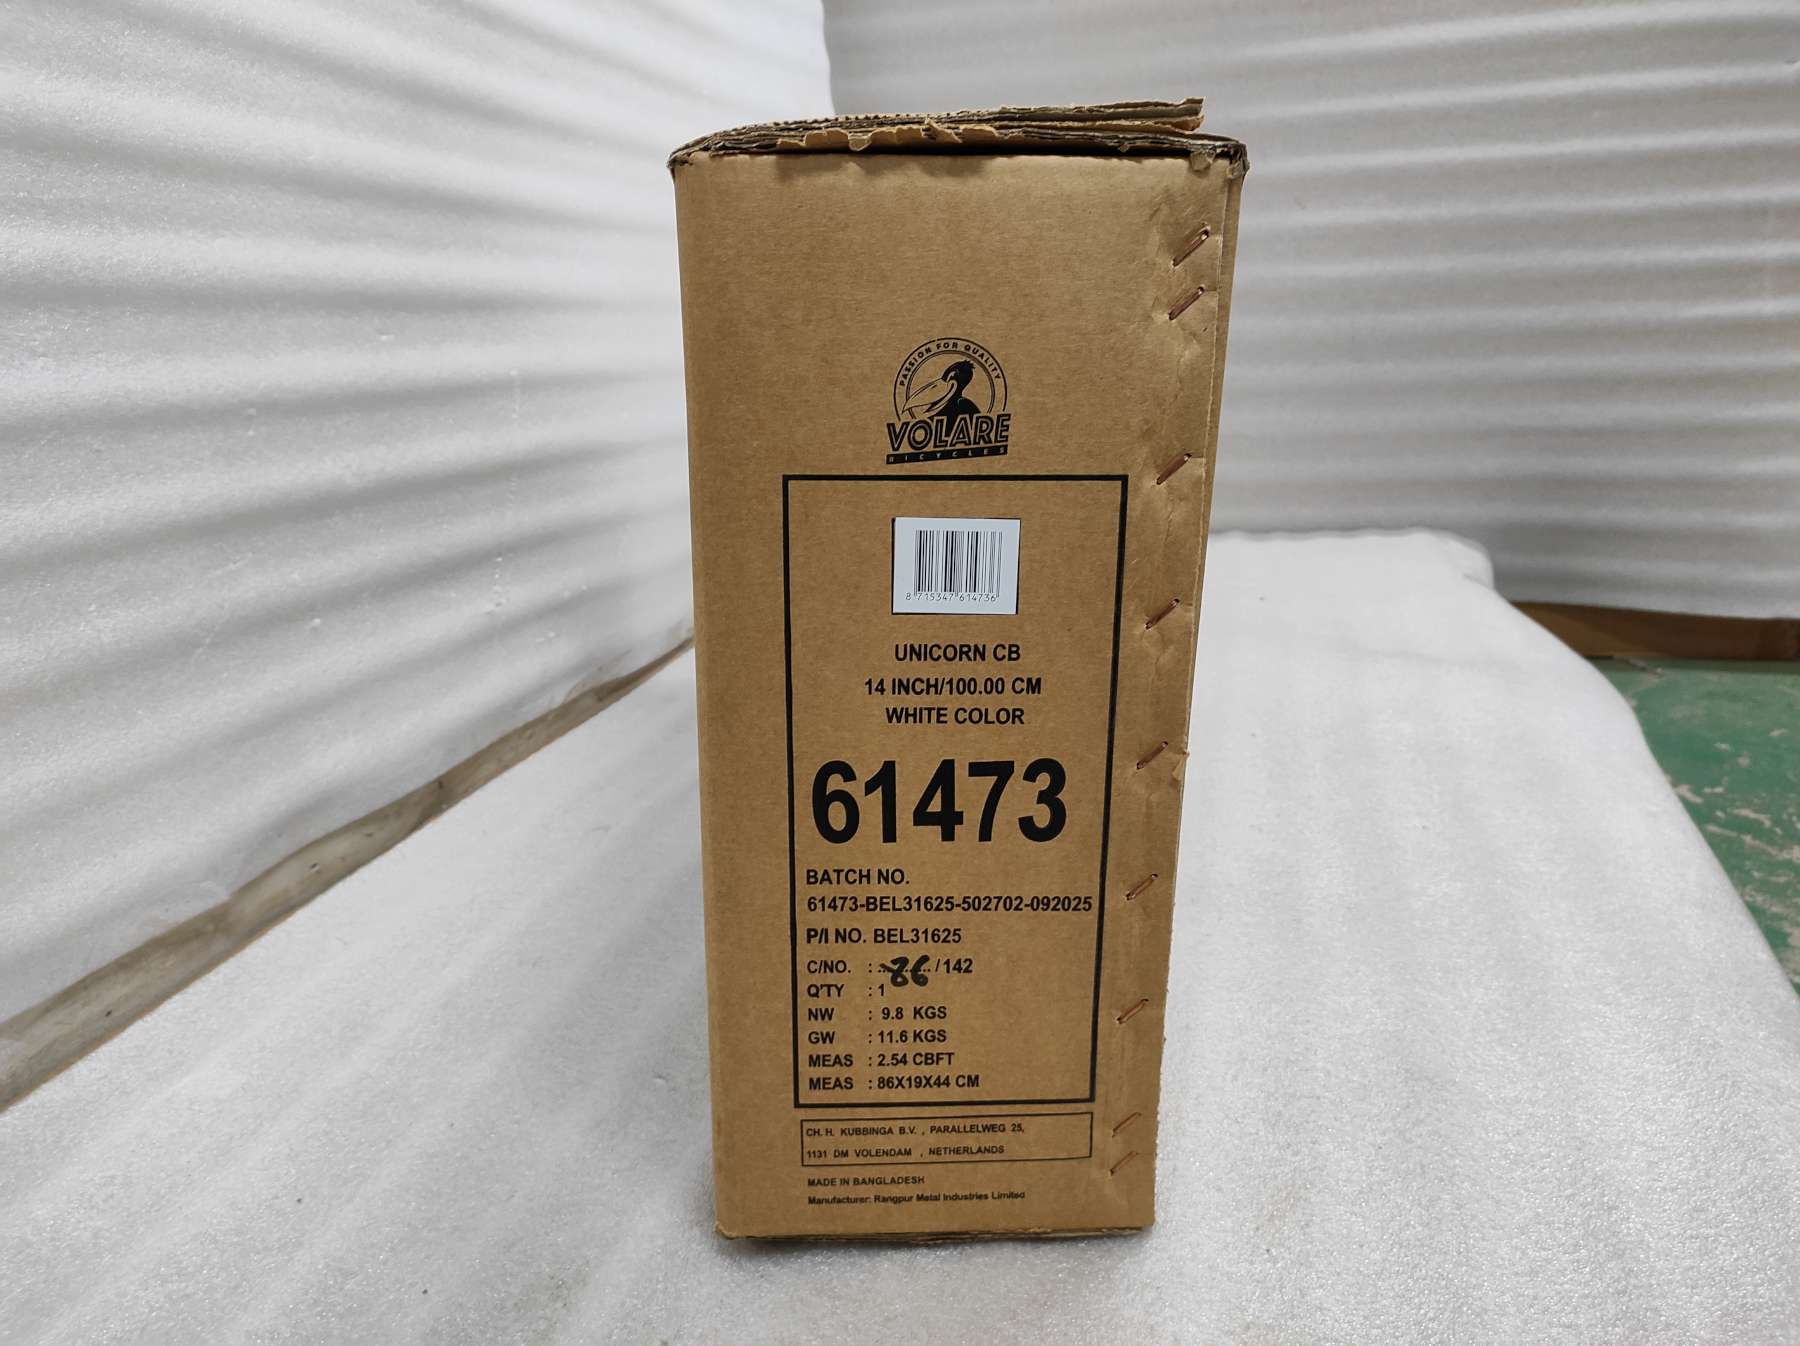 PASSION FOR QUALITY
VOLARE
BICYCLES
8 715347 614736
UNICORN CB
14 INCH/100.00 CM
WHITE COLOR
61473
BATCH NO.
61473-BEL31625-502702-092025
P/I NO. BEL31625
C/NO. : ..86.. / 142
Q'TY : 1
NW : 9.8 KGS
GW : 11.6 KGS
MEAS : 2.54 CBFT
MEAS : 86X19X44 CM
CH. H. KUBBINGA B.V. , PARALLELWEG 25,
1131 DM VOLENDAM , NETHERLANDS
MADE IN BANGLADESH
Manufacturer: Rangpur Metal Industries Limited